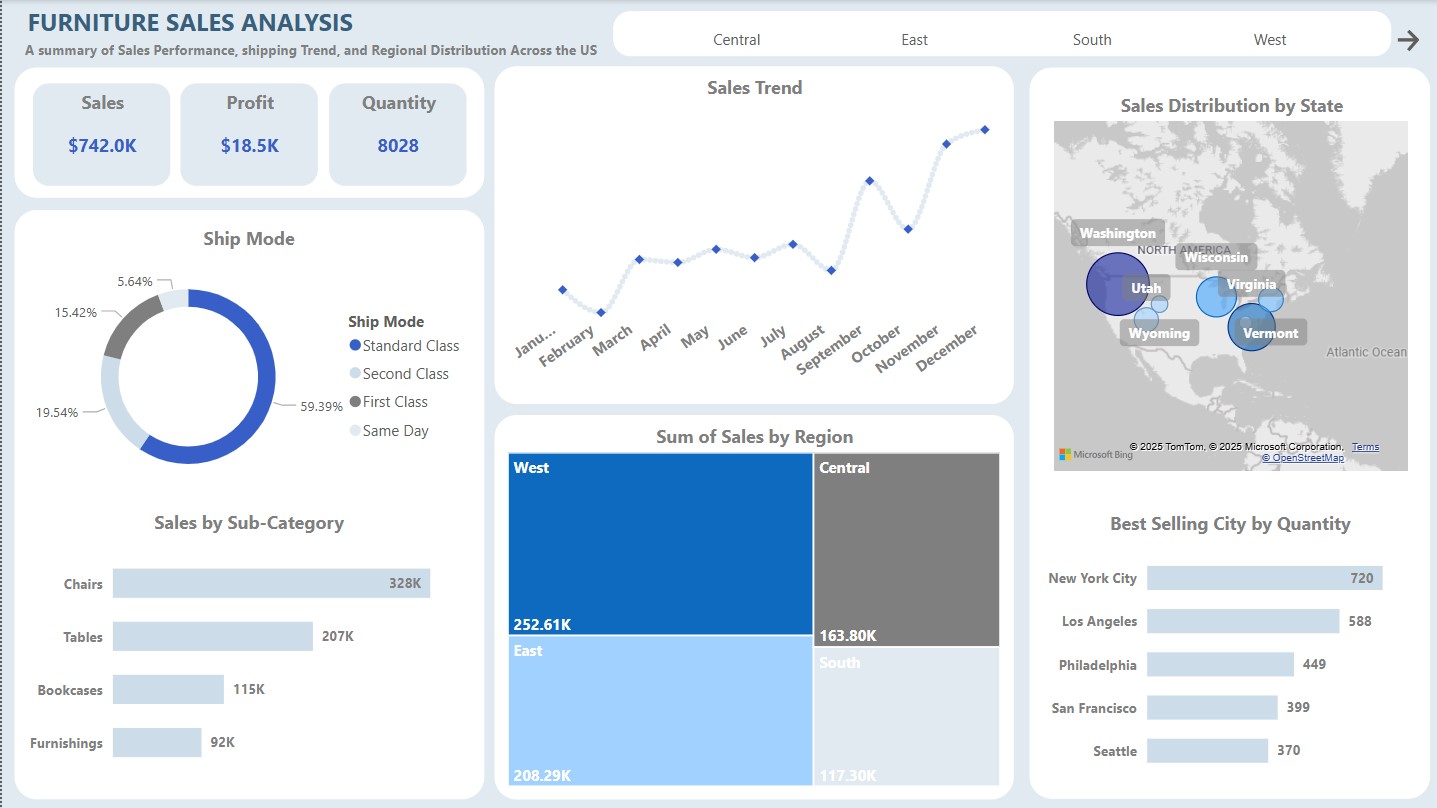 FURNITURE SALES ANALYSIS
A summary of Sales Performance, shipping Trend, and Regional Distribution Across the US
Central East South West
Sales Profit Quantity
$742.0K $18.5K 8028
Ship Mode
5.64%
15.42%
19.54%
59.39%
Ship Mode
Standard Class
Second Class
First Class
Same Day
Sales by Sub-Category
Chairs 328K
Tables 207K
Bookcases 115K
Furnishings 92K
Sales Trend
Janu... February March April May June July August September October November December
Sum of Sales by Region
West
252.61K
Central
163.80K
East
208.29K
South
117.30K
Sales Distribution by State
Washington
NORTH AMERICA
Wisconsin
Utah
Virginia
Wyoming
Vermont
Atlantic Ocean
Microsoft Bing
© 2025 TomTom, © 2025 Microsoft Corporation, Terms
© OpenStreetMap
Best Selling City by Quantity
New York City 720
Los Angeles 588
Philadelphia 449
San Francisco 399
Seattle 370